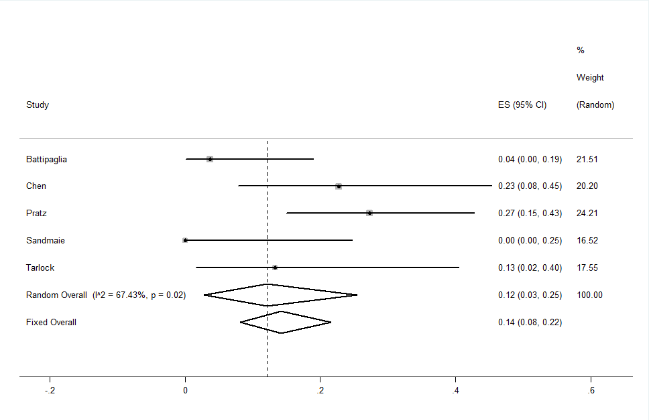 %
Weight
Study ES (95% CI) (Random)
Battipaglia 0.04 (0.00, 0.19) 21.51
Chen 0.23 (0.08, 0.45) 20.20
Pratz 0.27 (0.15, 0.43) 24.21
Sandmaie 0.00 (0.00, 0.25) 16.52
Tarlock 0.13 (0.02, 0.40) 17.55
Random Overall (I^2 = 67.43%, p = 0.02) 0.12 (0.03, 0.25) 100.00
Fixed Overall 0.14 (0.08, 0.22)
-.2 0 .2 .4 .6